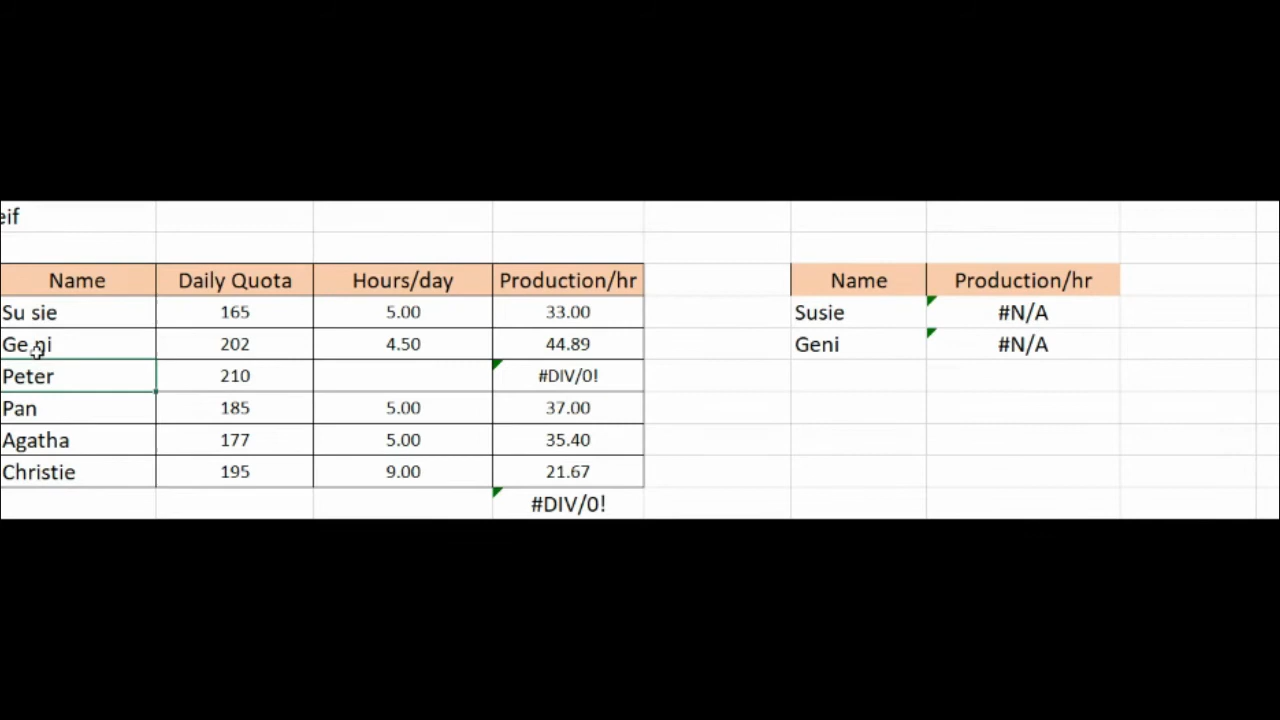 eif
Name Daily Quota Hours/day Production/hr Name Production/hr
Su sie 165 5.00 33.00 Susie #N/A
Ge ni 202 4.50 44.89 Geni #N/A
Peter 210 #DIV/0!
Pan 185 5.00 37.00
Agatha 177 5.00 35.40
Christie 195 9.00 21.67
#DIV/0!